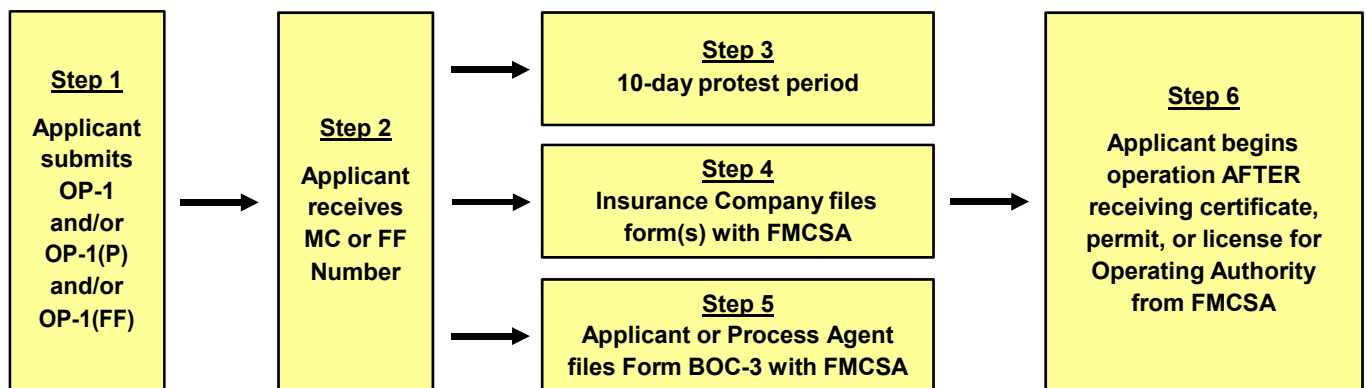 Step 1
Applicant
submits
OP-1
and/or
OP-1(P)
and/or
OP-1(FF)
Step 2
Applicant
receives
MC or FF
Number
Step 3
10-day protest period
Step 4
Insurance Company files
form(s) with FMCSA
Step 5
Applicant or Process Agent
files Form BOC-3 with FMCSA
Step 6
Applicant begins
operation AFTER
receiving certificate,
permit, or license for
Operating Authority
from FMCSA